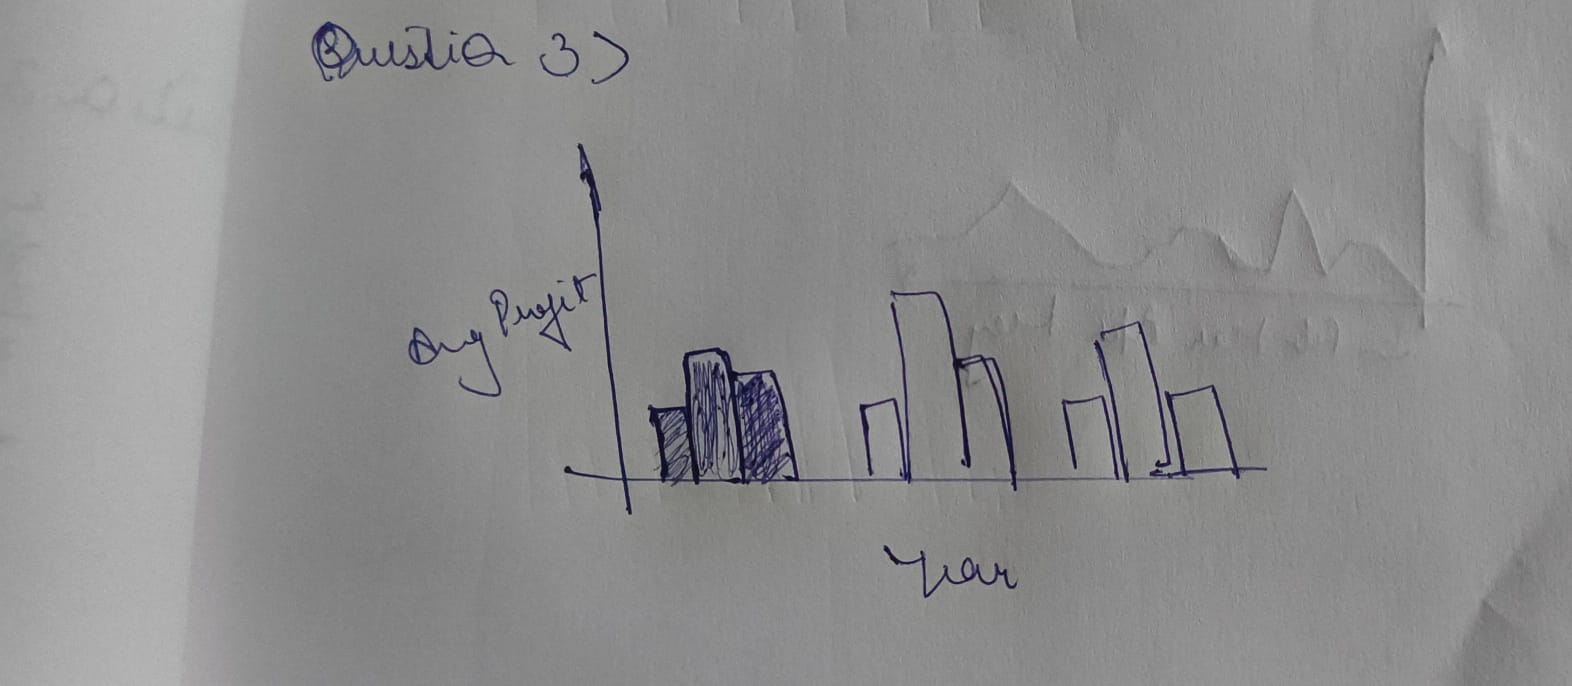 Question 3)
Avg Profit
Year